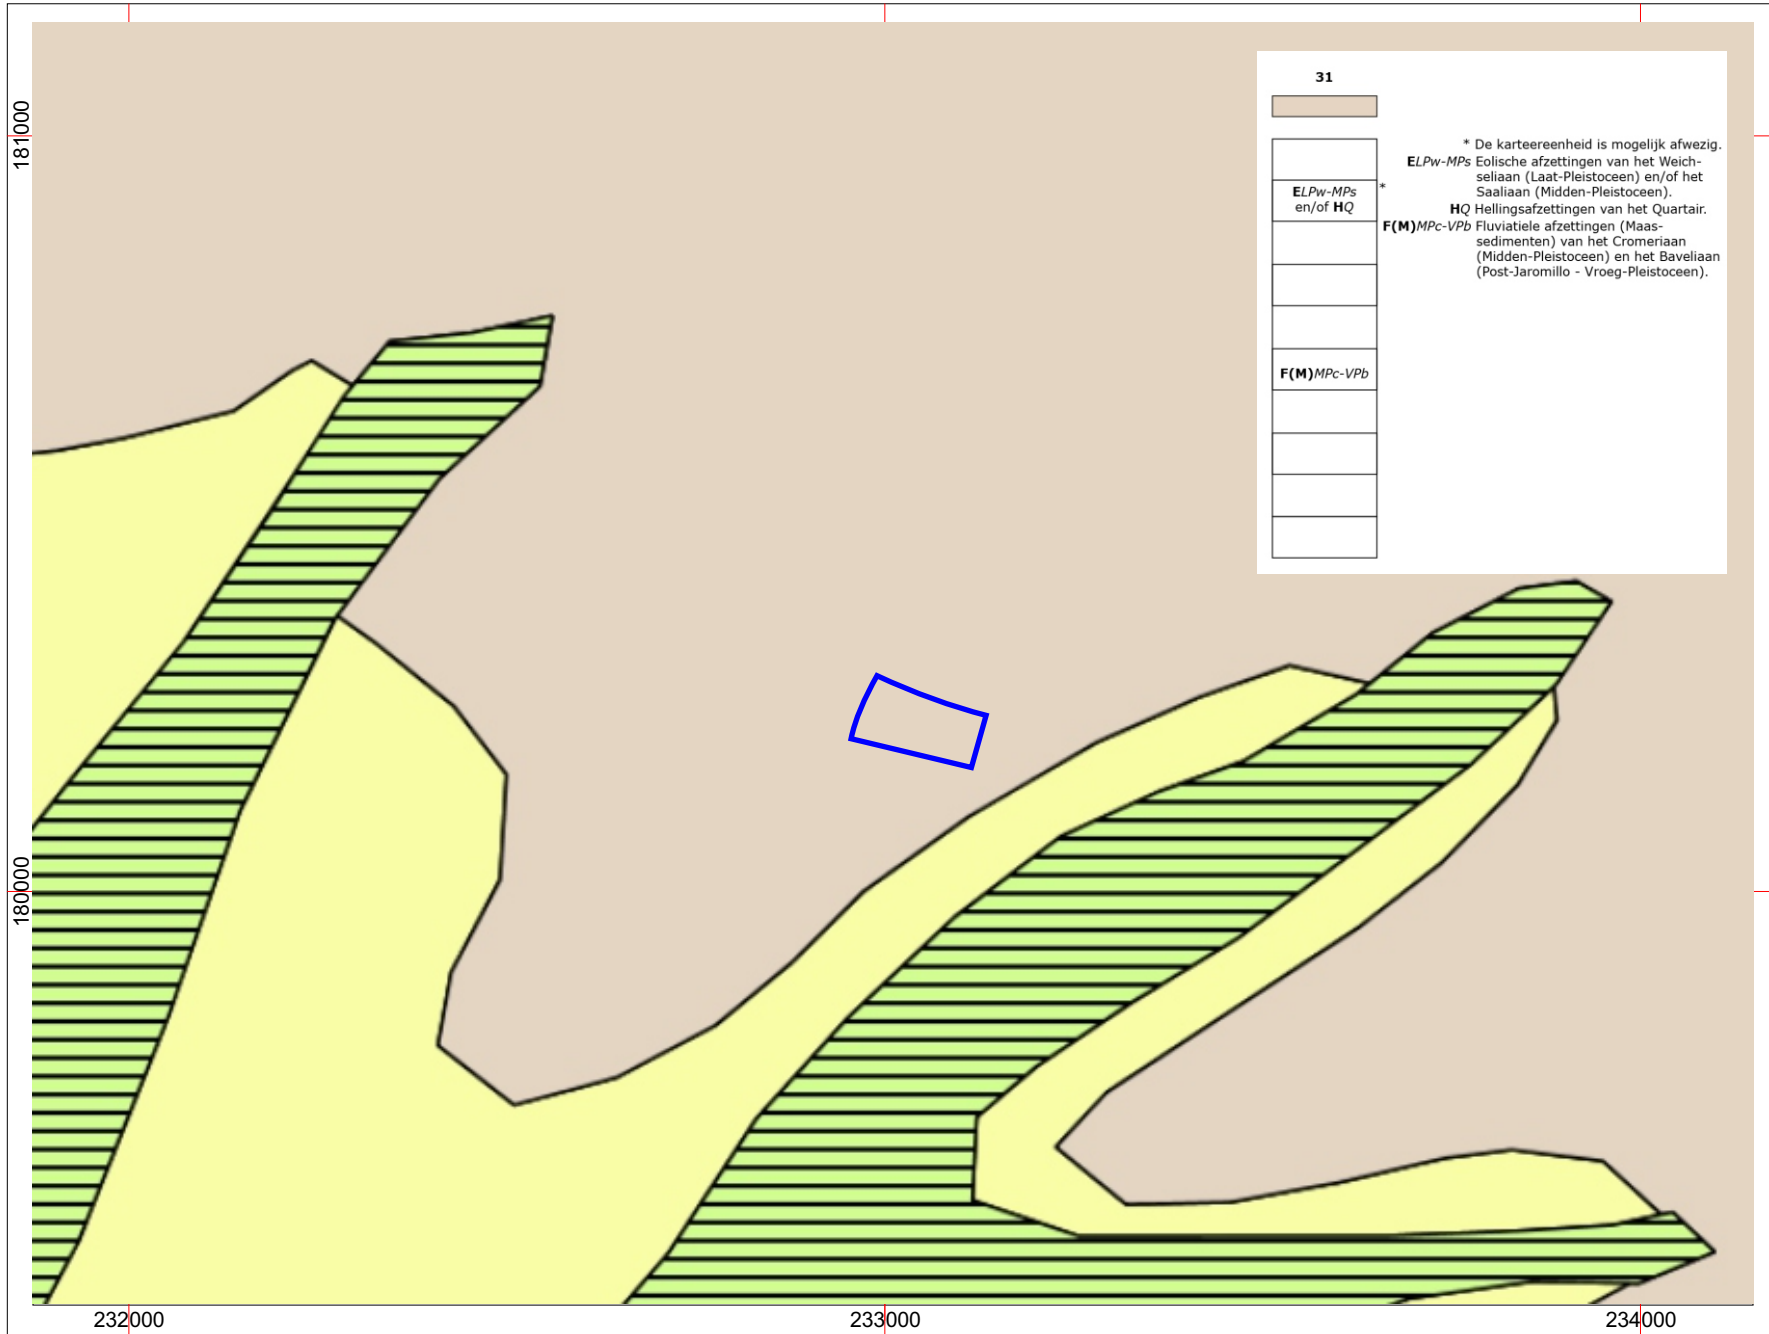 31
* De karteereenheid is mogelijk afwezig.
ELPw-MPs Eolische afzettingen van het Weich-
seliaan (Laat-Pleistoceen) en/of het
Saaliaan (Midden-Pleistoceen).
HQ Hellingsafzettingen van het Quartair.
F(M)MPc-VPb Fluviatiele afzettingen (Maas-
sedimenten) van het Cromeriaan
(Midden-Pleistoceen) en het Baveliaan
(Post-Jaromillo - Vroeg-Pleistoceen).
ELPw-MPs *
en/of HQ
F(M)MPc-VPb
181000
180000
232000
233000
234000